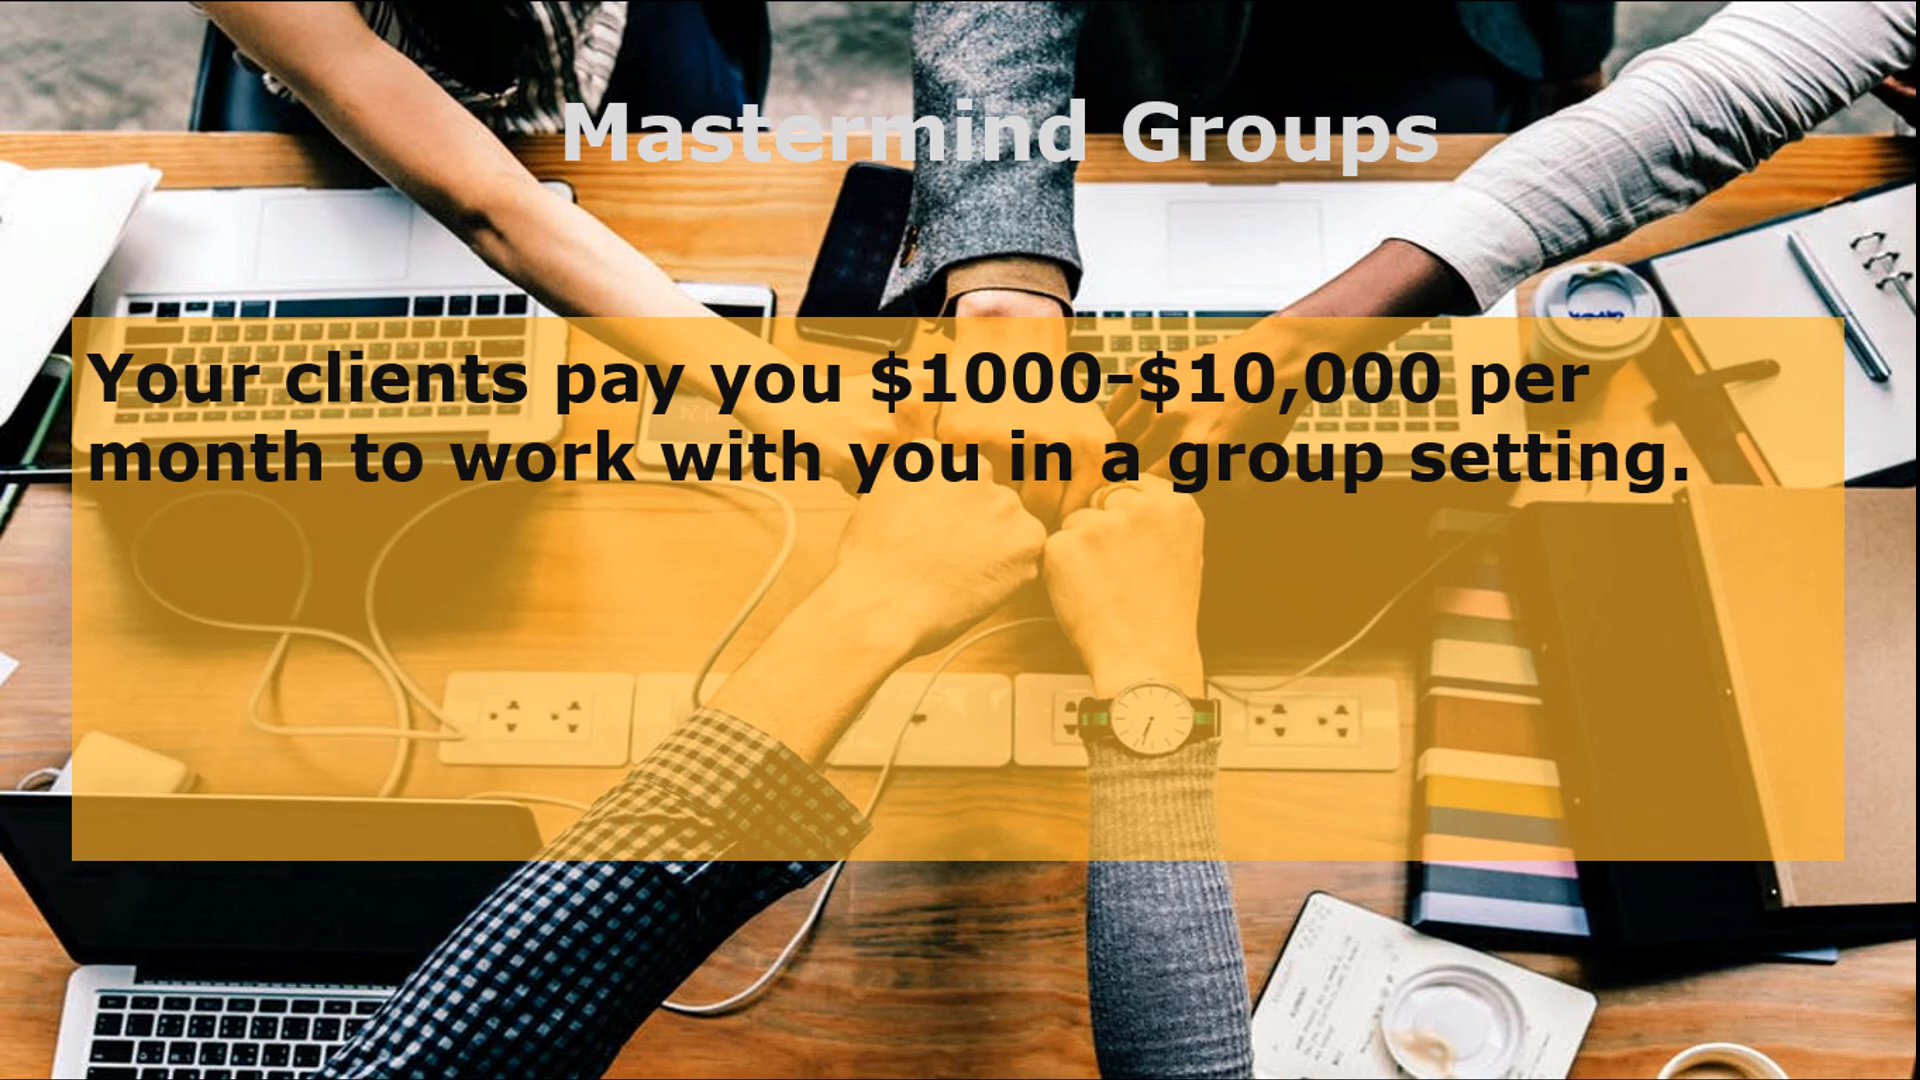 Mastermind Groups
Your clients pay you $1000-$10,000 per
month to work with you in a group setting.